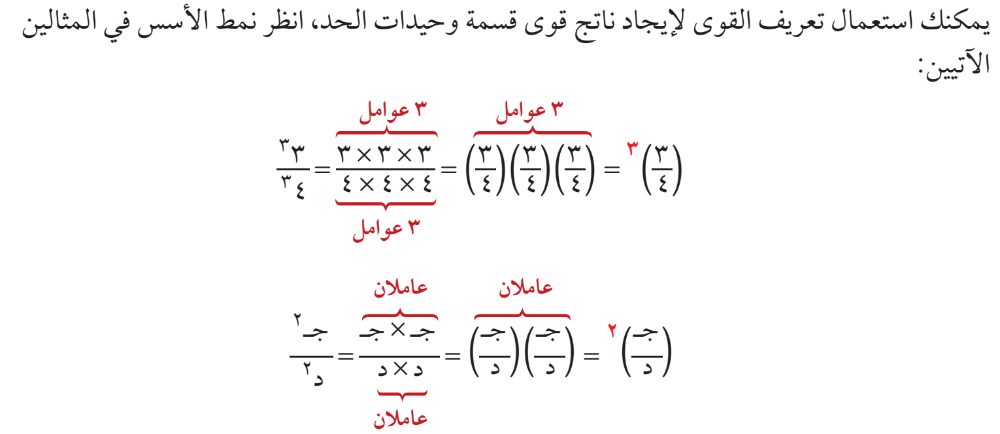 يمكنك استعمال تعريف القوى لإيجاد ناتج قوى قسمة وحيدات الحد، انظر نمط الأسس في المثالين
الآتيين:
٣ عوامل ٣ عوامل
(٣/٤)^٣ = (٣/٤)(٣/٤)(٣/٤) = (٣ × ٣ × ٣)/(٤ × ٤ × ٤) = ٣^٣/٤^٣
٣ عوامل
عاملان عاملان
(جـ/د)^٢ = (جـ/د)(جـ/د) = (جـ × جـ)/(د × د) = جـ^٢/د^٢
عاملان